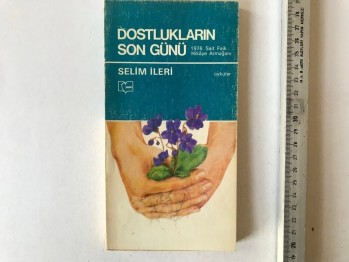 DOSTLUKLARIN
SON GÜNÜ
1976 Sait Faik
Hikâye Armağanı
SELİM İLERİ
öyküler